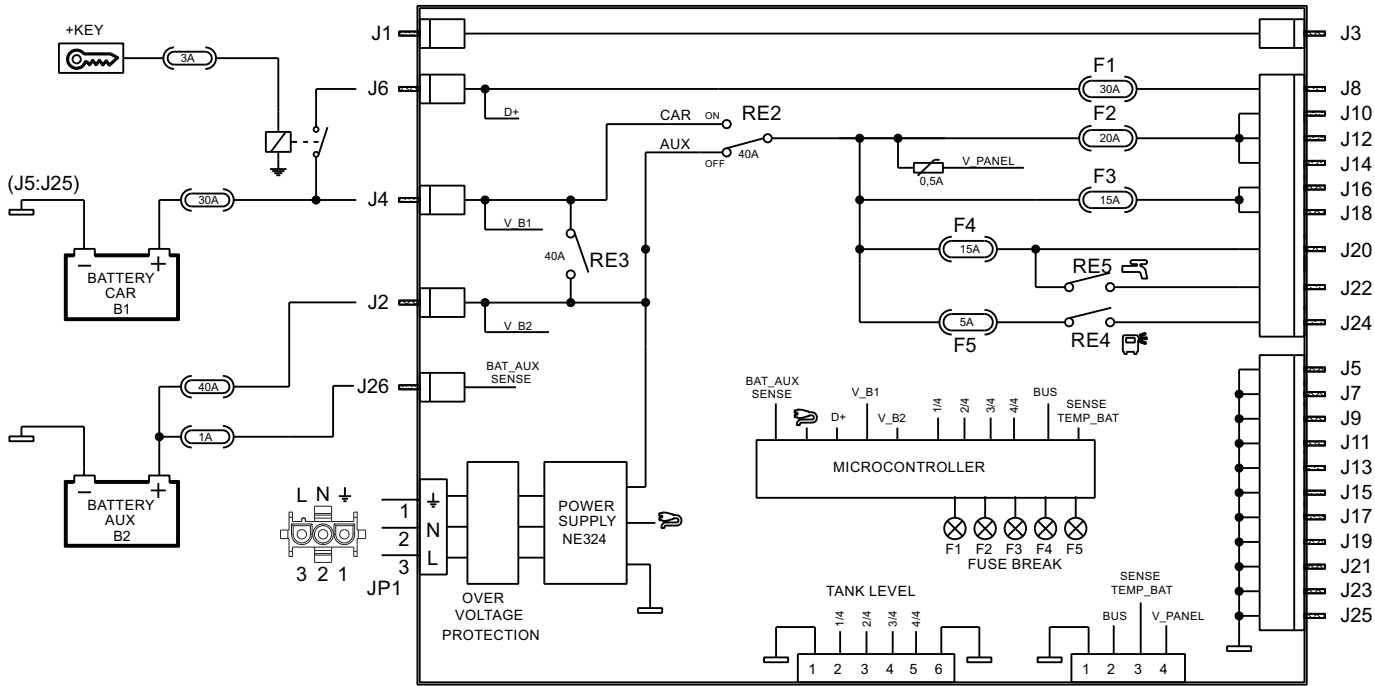 +KEY
3A
J1
J3
J6
D+
F1
30A
J8
CAR
ON
RE2
AUX
OFF
40A
F2
20A
J10
J12
J14
V_PANEL
0,5A
F3
15A
J16
J18
(J5:J25)
30A
J4
V_B1
40A
RE3
F4
15A
J20
RE5
J22
BATTERY
CAR
B1
J2
V_B2
5A
F5
RE4
J24
40A
J26
BAT_AUX
SENSE
1A
BATTERY
AUX
B2
BAT_AUX
SENSE
D+
V_B1
V_B2
1/4
2/4
3/4
4/4
BUS
SENSE
TEMP_BAT
MICROCONTROLLER
F1
F2
F3
F4
F5
FUSE BREAK
J5
J7
J9
J11
J13
J15
J17
J19
J21
J23
J25
L N
3 2 1
1
2
3
JP1
N
L
OVER
VOLTAGE
PROTECTION
POWER
SUPPLY
NE324
TANK LEVEL
1/4
2/4
3/4
4/4
1 2 3 4 5 6
SENSE
TEMP_BAT
BUS
V_PANEL
1 2 3 4